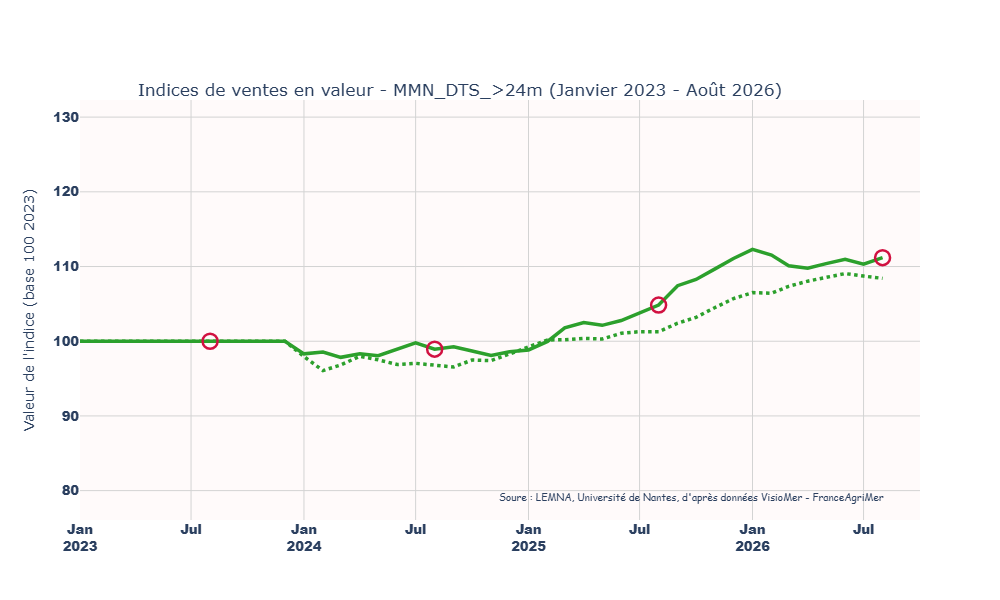 Indices de ventes en valeur - MMN_DTS_>24m (Janvier 2023 - Août 2026)
Valeur de l'indice (base 100 2023)
130
120
110
100
90
80
Soure : LEMNA, Université de Nantes, d'après données VisioMer - FranceAgriMer
Jan
2023
Jul
Jan
2024
Jul
Jan
2025
Jul
Jan
2026
Jul